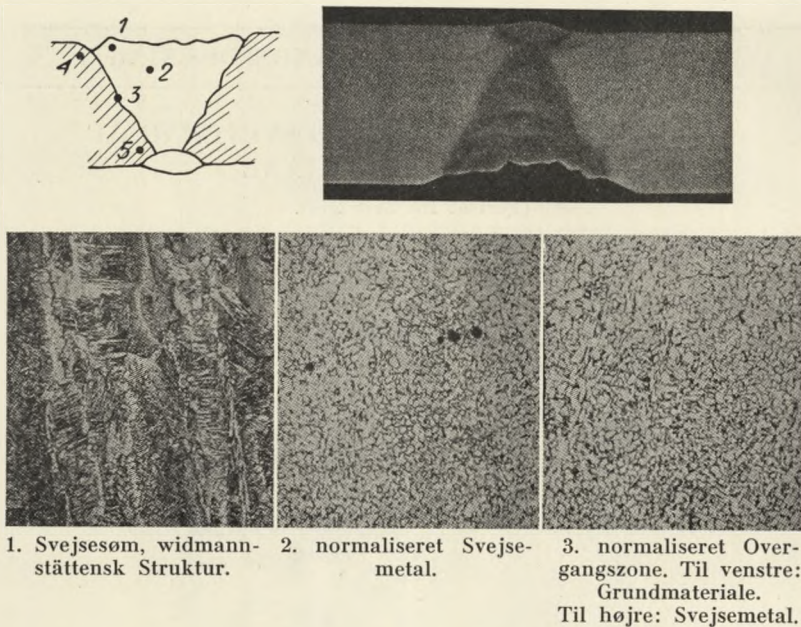 1
2
3
4
5
1. Svejsesøm, widmann-
stättensk Struktur.
2. normaliseret Svejse-
metal.
3. normaliseret Over-
gangszone. Til venstre:
Grundmateriale.
Til højre: Svejsemetal.